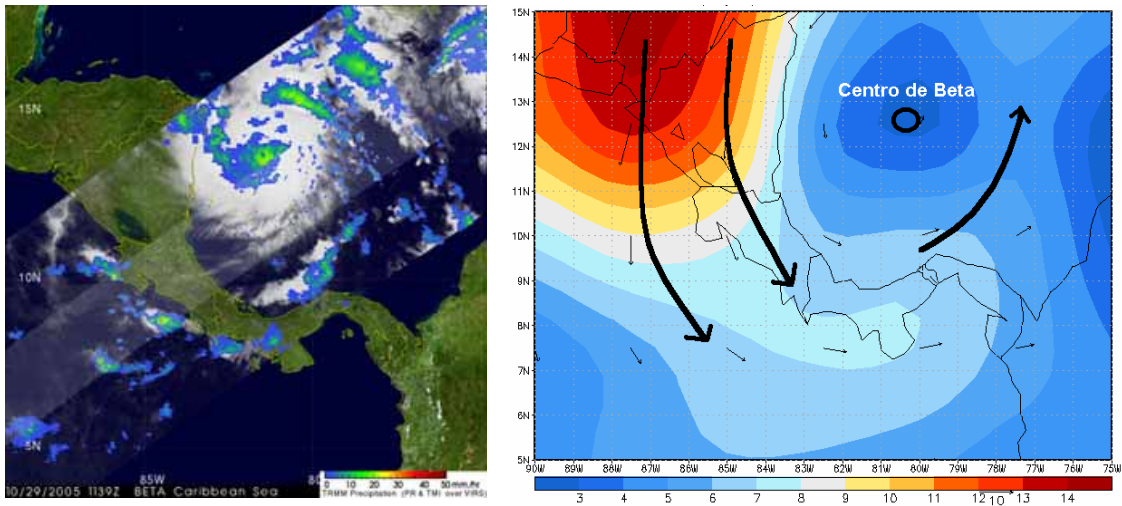 15N
10N
5N
85W
80
10/29/2005 1139Z BETA Caribbean Sea
0 10 20 30 40 50mm/hr
TRMM Precipitation (PR & TMI over VIRS)
15N
14N
13N
12N
11N
10N
9N
8N
7N
6N
5N
Centro de Beta
90W 89W 88W 87W 86W 85W 84W 83W 82W 81W 80W 79W 78W 77W 76W 75W
3 4 5 6 7 8 9 10 11 12 13 14
10